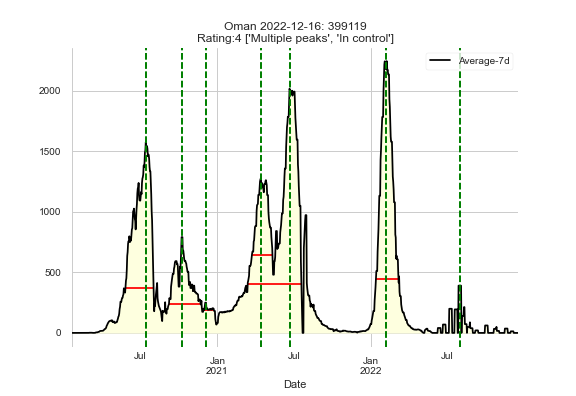 Oman 2022-12-16: 399119
Rating:4 ['Multiple peaks', 'In control']
Average-7d
2000
1500
1000
500
0
Jul
Jan
2021
Jul
Jan
2022
Jul
Date